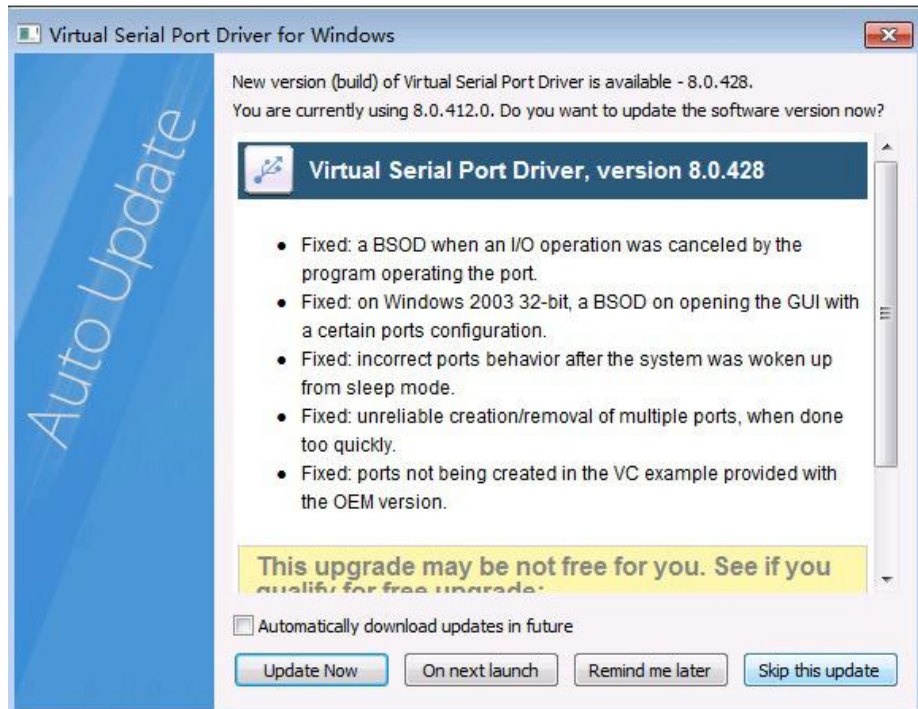 Virtual Serial Port Driver for Windows
Auto Update
New version (build) of Virtual Serial Port Driver is available - 8.0.428.
You are currently using 8.0.412.0. Do you want to update the software version now?
Virtual Serial Port Driver, version 8.0.428
● Fixed: a BSOD when an I/O operation was canceled by the
program operating the port.
● Fixed: on Windows 2003 32-bit, a BSOD on opening the GUI with
a certain ports configuration.
● Fixed: incorrect ports behavior after the system was woken up
from sleep mode.
● Fixed: unreliable creation/removal of multiple ports, when done
too quickly.
● Fixed: ports not being created in the VC example provided with
the OEM version.
This upgrade may be not free for you. See if you
qualify for free upgrade:
Automatically download updates in future
Update Now
On next launch
Remind me later
Skip this update